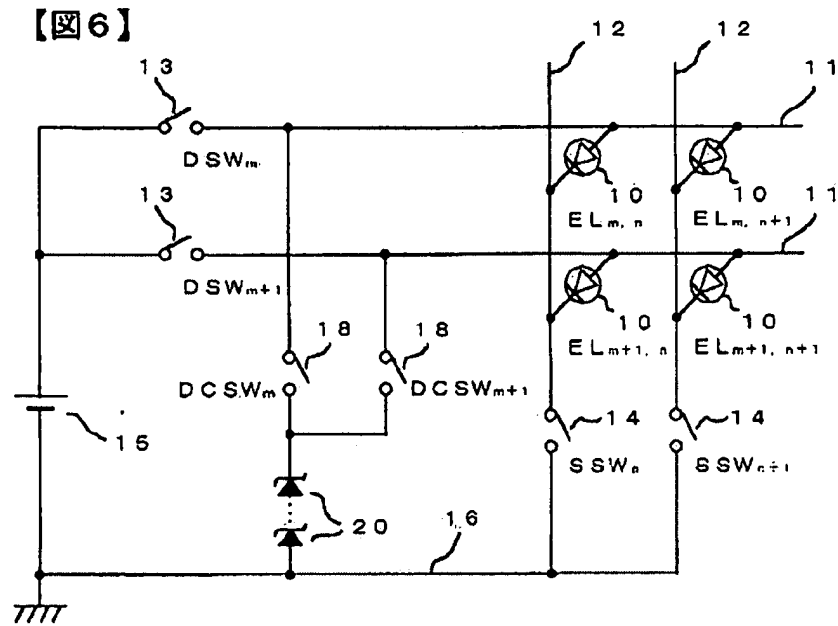 【図6】
12 12
13 11
DSWm
13 10 10
ELm,n ELm,n+1 11
DSWm+1
18 18 10 10
ELm+1,n ELm+1,n+1
DCSWm DCSWm+1
15 14 14
SSWn SSWn+1
20 16